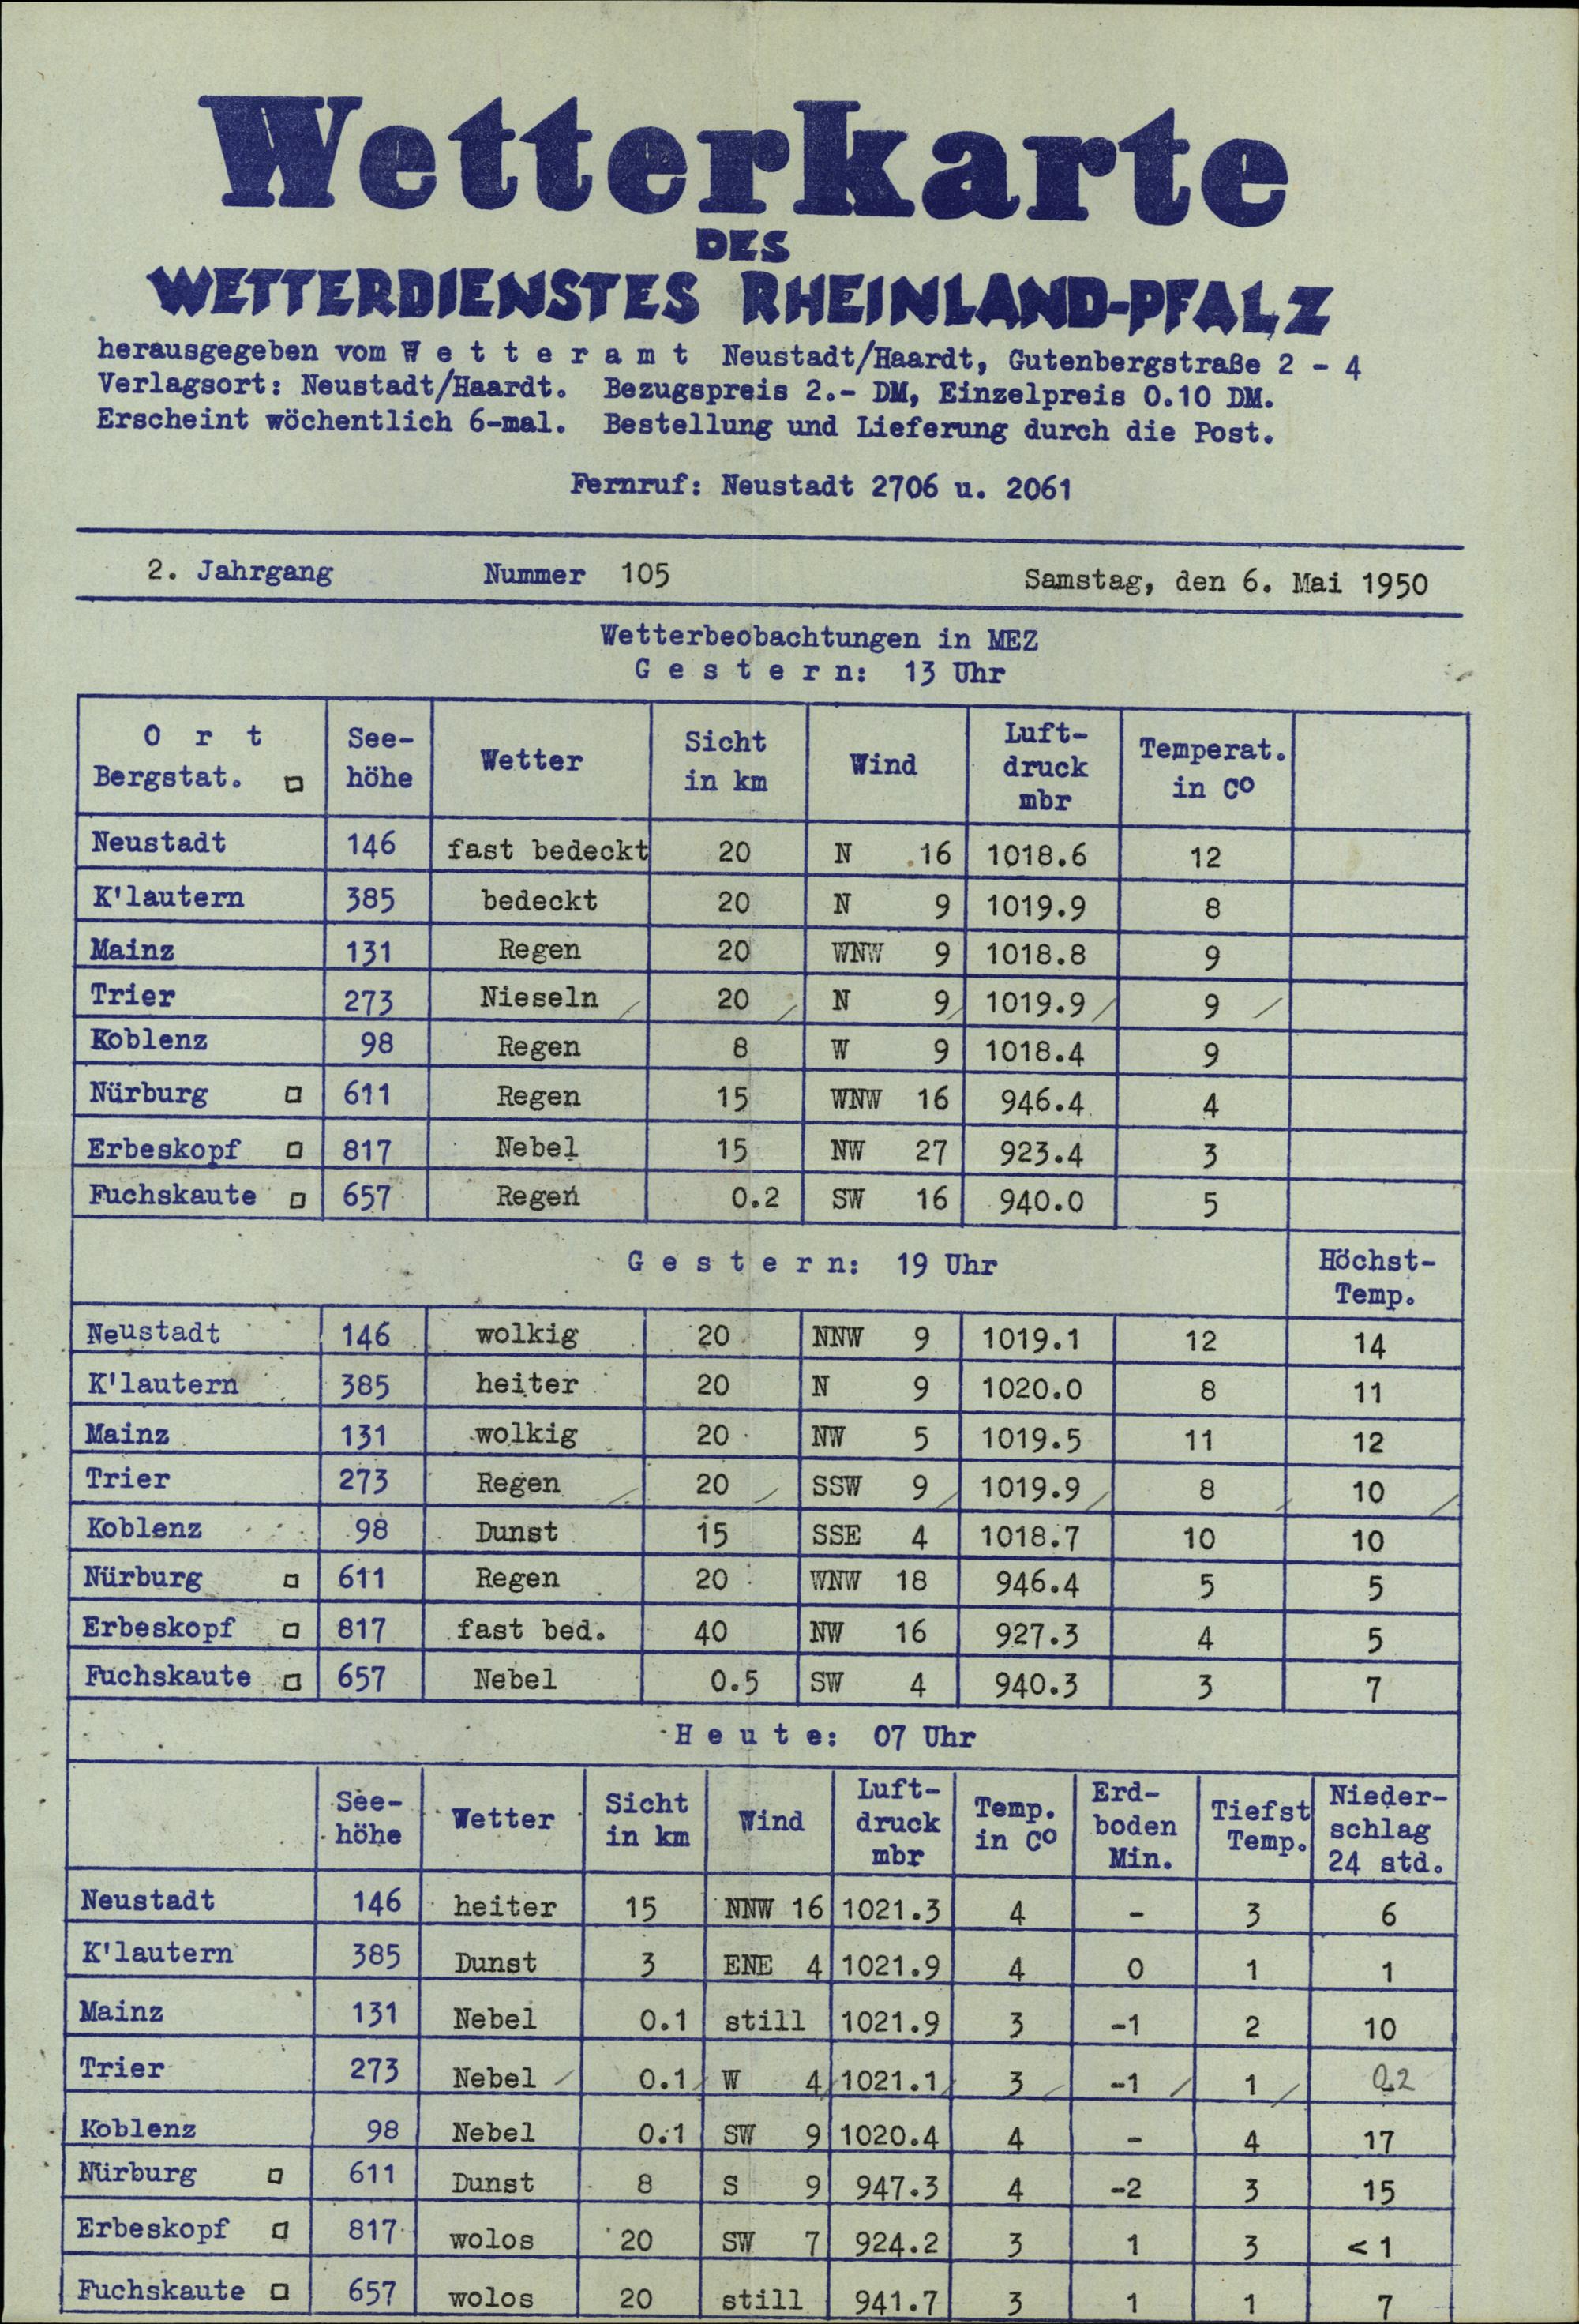 Wetterkarte
DES
WETTERDIENSTES RHEINLAND-PFALZ
herausgegeben vom W e t t e r a m t Neustadt/Haardt, Gutenbergstraße 2 - 4
Verlagsort: Neustadt/Haardt. Bezugspreis 2.- DM, Einzelpreis 0.10 DM.
Erscheint wöchentlich 6-mal. Bestellung und Lieferung durch die Post.
Fernruf: Neustadt 2706 u. 2061
2. Jahrgang Nummer 105 Samstag, den 6. Mai 1950
Wetterbeobachtungen in MEZ
G e s t e r n: 13 Uhr
O r t Bergstat. □ See-höhe Wetter Sicht in km Wind Luft-druck mbr Temperat. in C°
Neustadt 146 fast bedeckt 20 N 16 1018.6 12
K'lautern 385 bedeckt 20 N 9 1019.9 8
Mainz 131 Regen 20 WNW 9 1018.8 9
Trier 273 Nieseln 20 N 9 1019.9 9
Koblenz 98 Regen 8 W 9 1018.4 9
Nürburg □ 611 Regen 15 WNW 16 946.4 4
Erbeskopf □ 817 Nebel 15 NW 27 923.4 3
Fuchskaute □ 657 Regen 0.2 SW 16 940.0 5
G e s t e r n: 19 Uhr Höchst-Temp.
Neustadt 146 wolkig 20 NNW 9 1019.1 12 14
K'lautern 385 heiter 20 N 9 1020.0 8 11
Mainz 131 wolkig 20 NW 5 1019.5 11 12
Trier 273 Regen 20 SSW 9 1019.9 8 10
Koblenz 98 Dunst 15 SSE 4 1018.7 10 10
Nürburg □ 611 Regen 20 WNW 18 946.4 5 5
Erbeskopf □ 817 fast bed. 40 NW 16 927.3 4 5
Fuchskaute □ 657 Nebel 0.5 SW 4 940.3 3 7
H e u t e: 07 Uhr
See-höhe Wetter Sicht in km Wind Luft-druck mbr Temp. in C° Erd-boden Min. Tiefst Temp. Nieder-schlag 24 std.
Neustadt 146 heiter 15 NNW 16 1021.3 4 - 3 6
K'lautern 385 Dunst 3 ENE 4 1021.9 4 0 1 1
Mainz 131 Nebel 0.1 still 1021.9 3 -1 2 10
Trier 273 Nebel 0.1 W 4 1021.1 3 -1 1 0.2
Koblenz 98 Nebel 0.1 SW 9 1020.4 4 - 4 17
Nürburg □ 611 Dunst 8 S 9 947.3 4 -2 3 15
Erbeskopf □ 817 wolos 20 SW 7 924.2 3 1 3 < 1
Fuchskaute □ 657 wolos 20 still 941.7 3 1 1 7